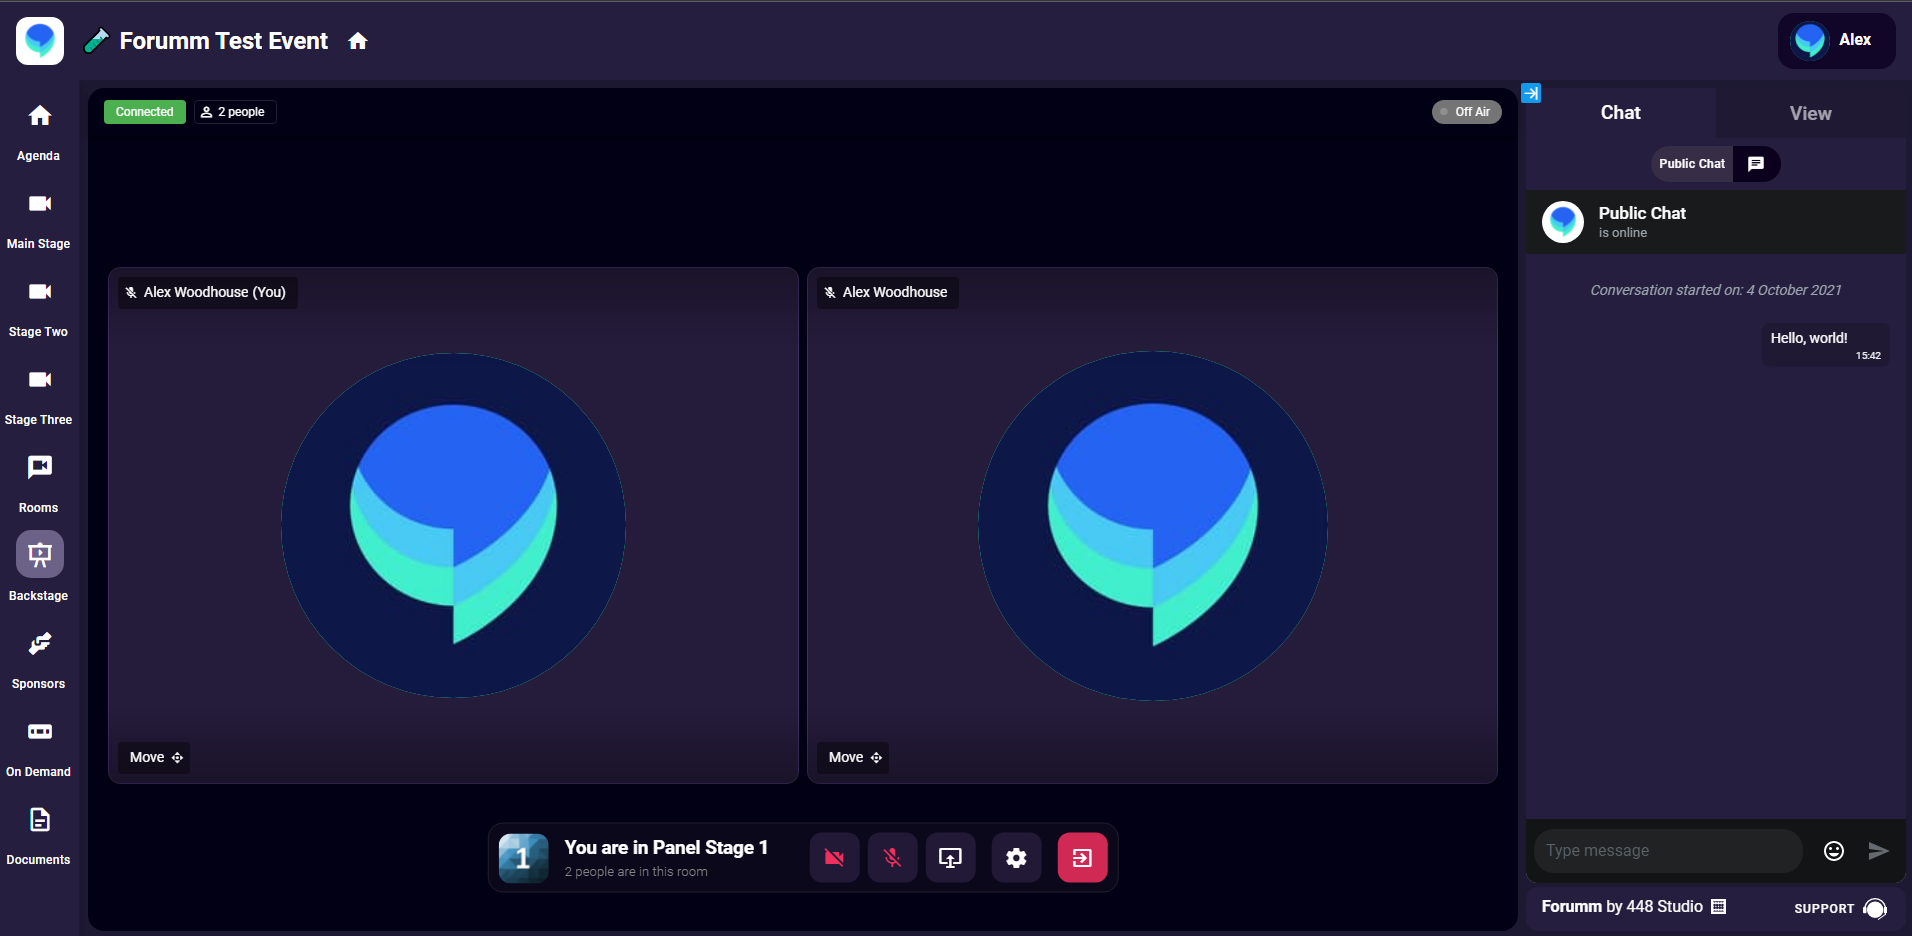 Forumm Test Event
Alex
Agenda
Main Stage
Stage Two
Stage Three
Rooms
Backstage
Sponsors
On Demand
Documents
Connected
2 people
Off Air
Alex Woodhouse (You)
Alex Woodhouse
Move
Move
1
You are in Panel Stage 1
2 people are in this room
Chat
View
Public Chat
Public Chat
is online
Conversation started on: 4 October 2021
Hello, world!
15:42
Type message
Forumm by 448 Studio
SUPPORT